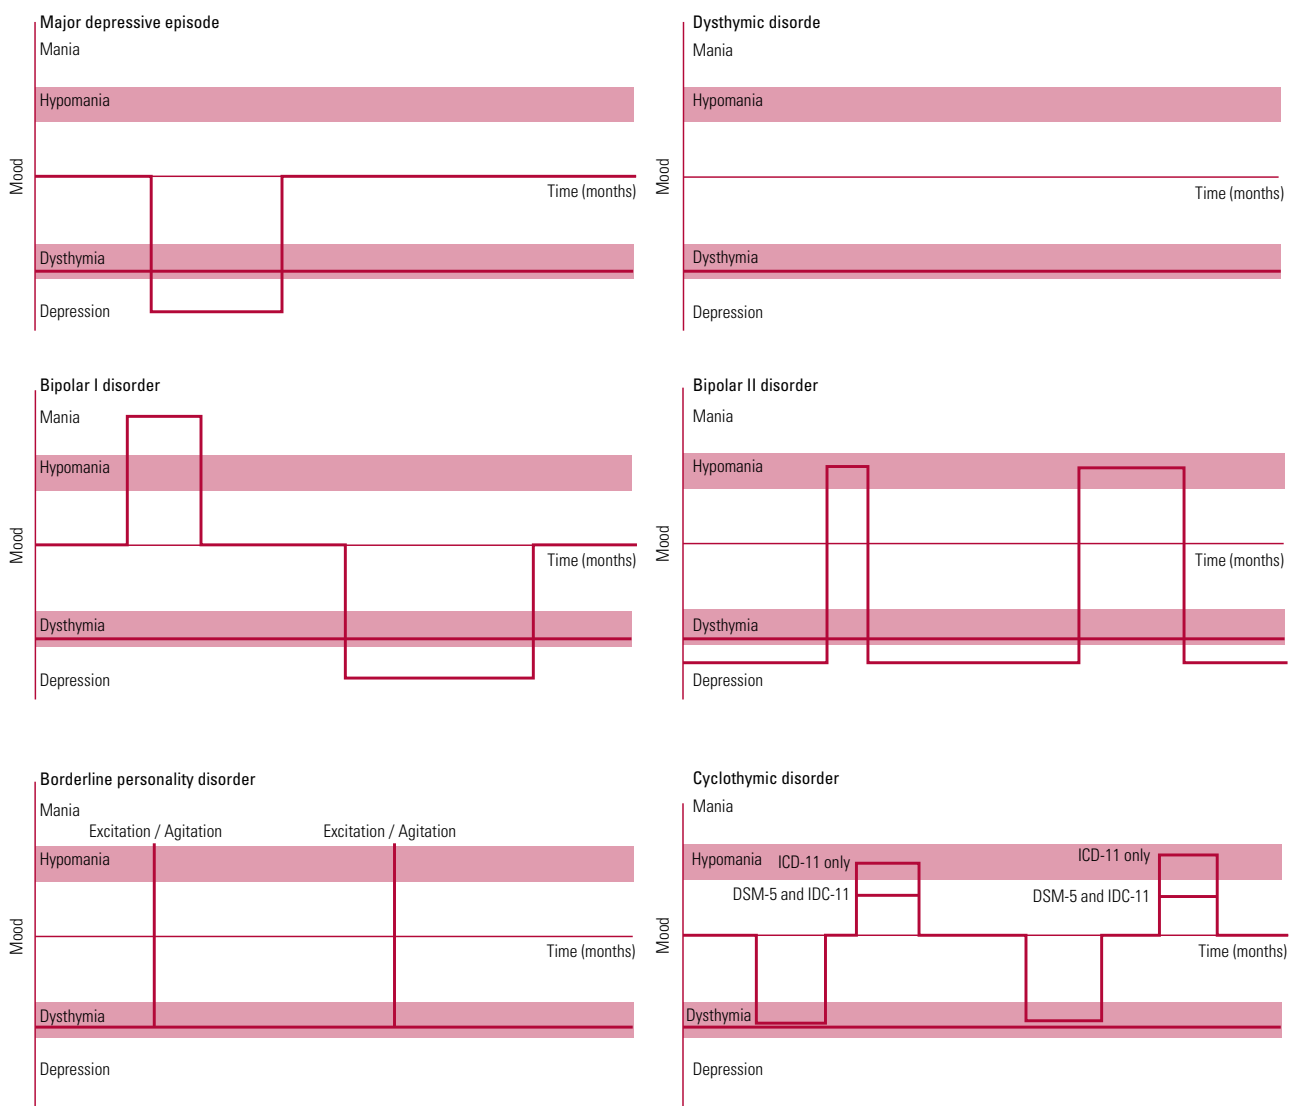 Major depressive episode
Mania
Hypomania
Mood
Time (months)
Dysthymia
Depression
Dysthymic disorde
Mania
Hypomania
Mood
Time (months)
Dysthymia
Depression
Bipolar I disorder
Mania
Hypomania
Mood
Time (months)
Dysthymia
Depression
Bipolar II disorder
Mania
Hypomania
Mood
Time (months)
Dysthymia
Depression
Borderline personality disorder
Mania
Excitation / Agitation Excitation / Agitation
Hypomania
Mood
Time (months)
Dysthymia
Depression
Cyclothymic disorder
Mania
Hypomania ICD-11 only ICD-11 only
DSM-5 and IDC-11 DSM-5 and IDC-11
Mood
Time (months)
Dysthymia
Depression